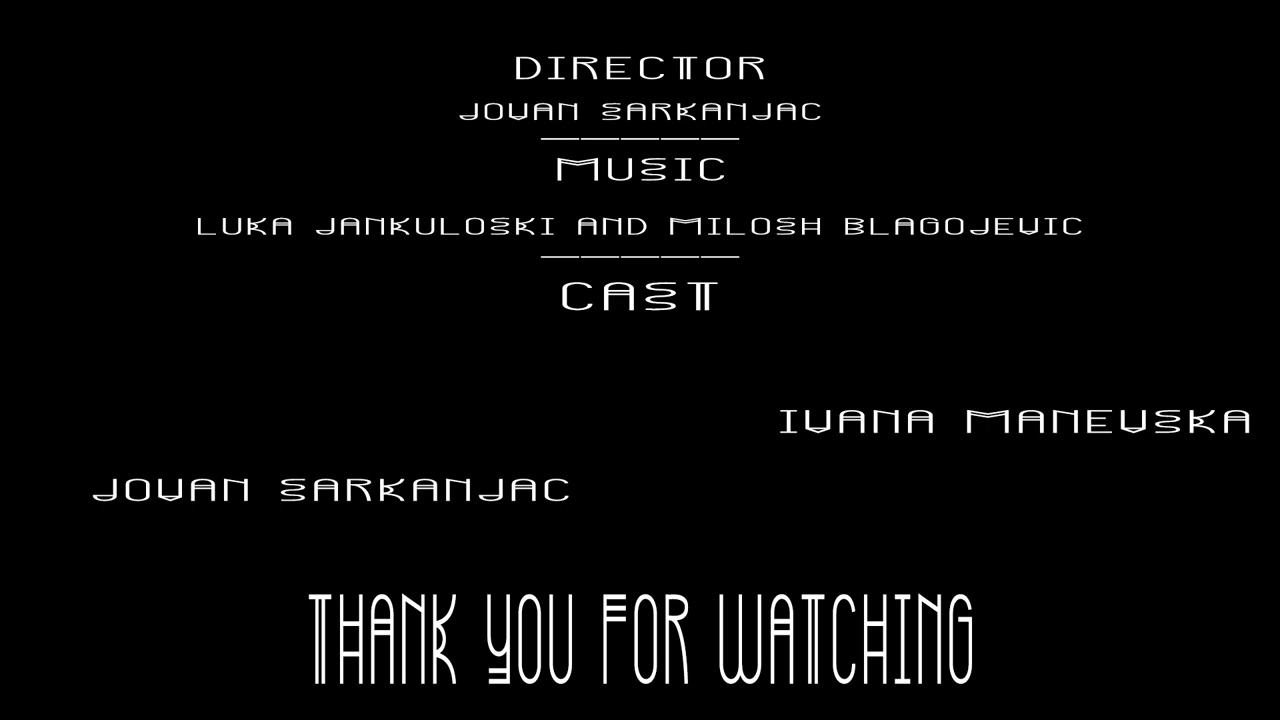 DIRECTOR
JOVAN SARKANJAC
MUSIC
LUKA JANKULOSKI AND MILOSH BLAGOJEVIC
CAST
IVANA MANEVSKA
JOVAN SARKANJAC
THANK YOU FOR WATCHING